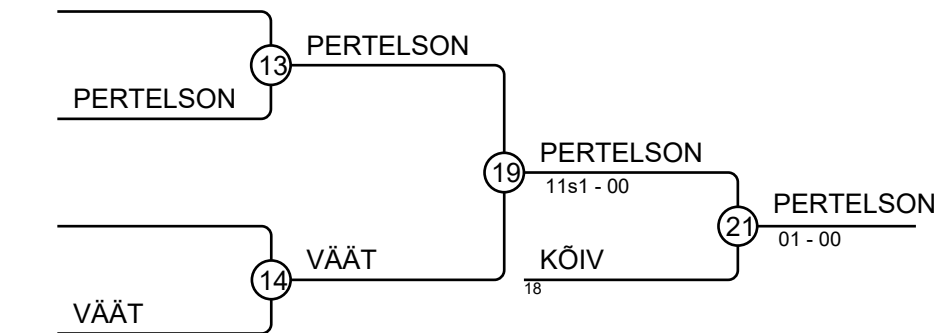 PERTELSON
13
PERTELSON
PERTELSON
19
11s1 - 00
PERTELSON
21
01 - 00
VÄÄT
14
KÕIV
18
VÄÄT